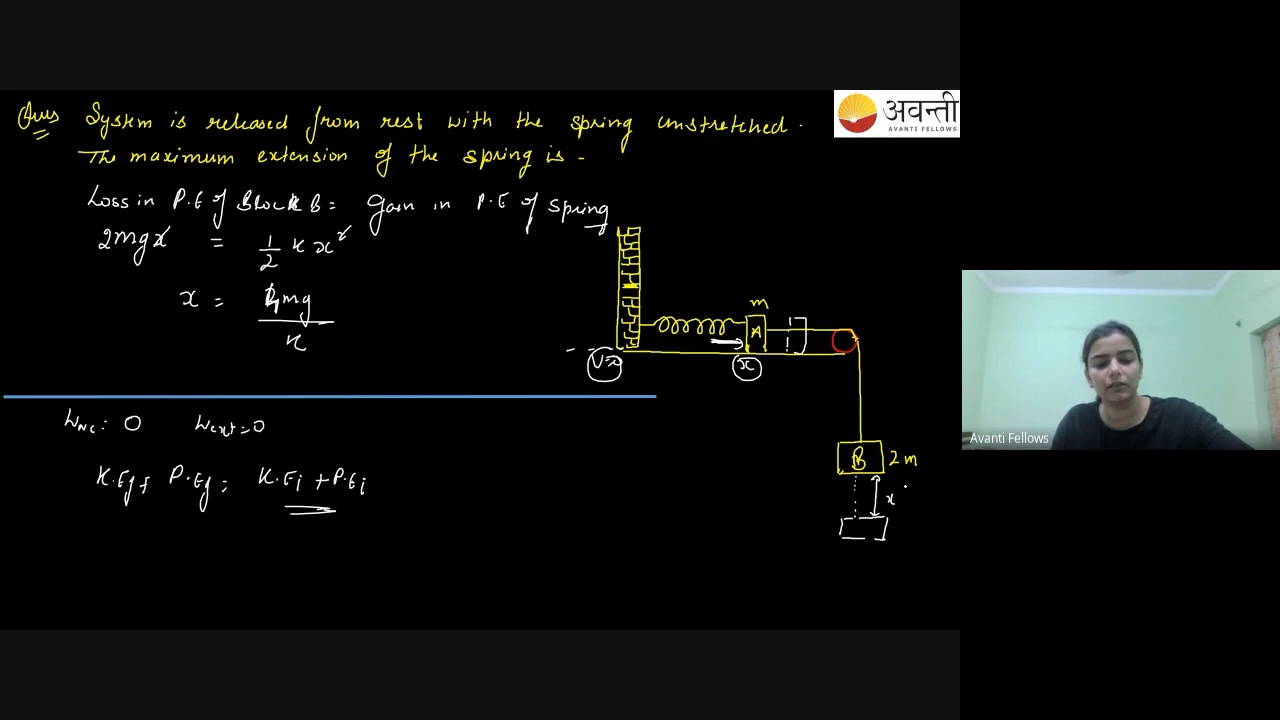 Ques System is released from rest with the spring unstretched.
The maximum extension of the spring is -
Loss in P.E of Block B = Gain in P.E of spring
2mgx = 1/2 k x²
x = 4mg/k
WNC: 0 Wext=0
K.Ef + P.Ef = K.Ei + P.Ei
m
A
x
B 2m
x
अवन्ती
AVANTI FELLOWS
Avanti Fellows